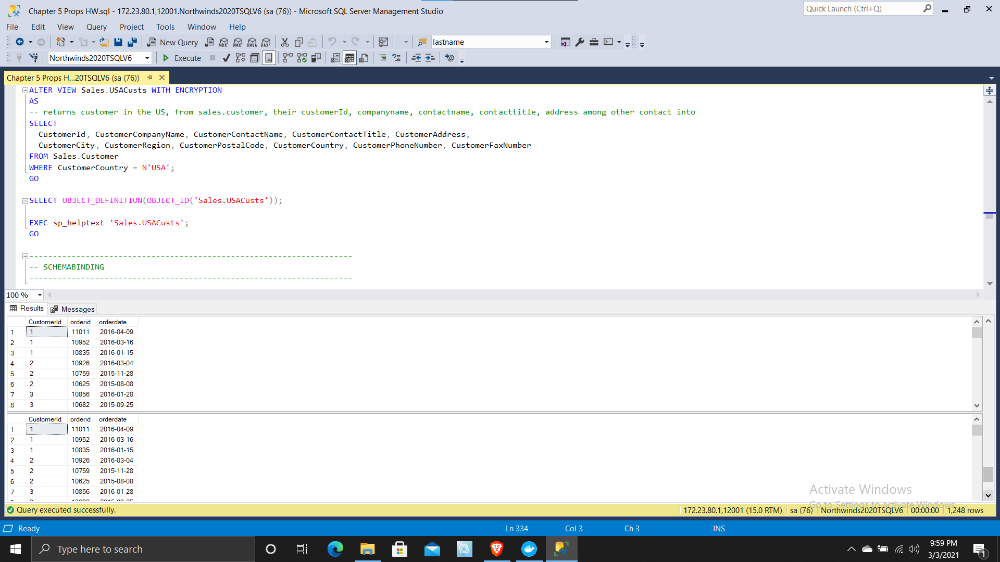 Chapter 5 Props HW.sql - 172.23.80.1,12001.Northwinds2020TSQLV6 (sa (76)) - Microsoft SQL Server Management Studio
Quick Launch (Ctrl+Q)
File Edit View Query Project Tools Window Help
New Query MDX DMX XMLA DAX lastname
Northwinds2020TSQLV6 Execute
Chapter 5 Props H...20TSQLV6 (sa (76))
ALTER VIEW Sales.USACusts WITH ENCRYPTION
AS
-- returns customer in the US, from sales.customer, their customerId, companyname, contactname, contacttitle, address among other contact into
SELECT
CustomerId, CustomerCompanyName, CustomerContactName, CustomerContactTitle, CustomerAddress,
CustomerCity, CustomerRegion, CustomerPostalCode, CustomerCountry, CustomerPhoneNumber, CustomerFaxNumber
FROM Sales.Customer
WHERE CustomerCountry = N'USA';
GO
SELECT OBJECT_DEFINITION(OBJECT_ID('Sales.USACusts'));
EXEC sp_helptext 'Sales.USACusts';
GO
---------------------------------------------------------------------
-- SCHEMABINDING
---------------------------------------------------------------------
100 %
Results Messages
CustomerId orderid orderdate
1 1 11011 2016-04-09
2 1 10952 2016-03-16
3 1 10835 2016-01-15
4 2 10926 2016-03-04
5 2 10759 2015-11-28
6 2 10625 2015-08-08
7 3 10856 2016-01-28
8 3 10682 2015-09-25
CustomerId orderid orderdate
1 1 11011 2016-04-09
2 1 10952 2016-03-16
3 1 10835 2016-01-15
4 2 10926 2016-03-04
5 2 10759 2015-11-28
6 2 10625 2015-08-08
7 3 10856 2016-01-28
Activate Windows
Go to Settings to activate Windows.
Query executed successfully. 172.23.80.1,12001 (15.0 RTM) sa (76) Northwinds2020TSQLV6 00:00:00 1,248 rows
Ready Ln 334 Col 3 Ch 3 INS
Type here to search
9:59 PM
3/3/2021
1